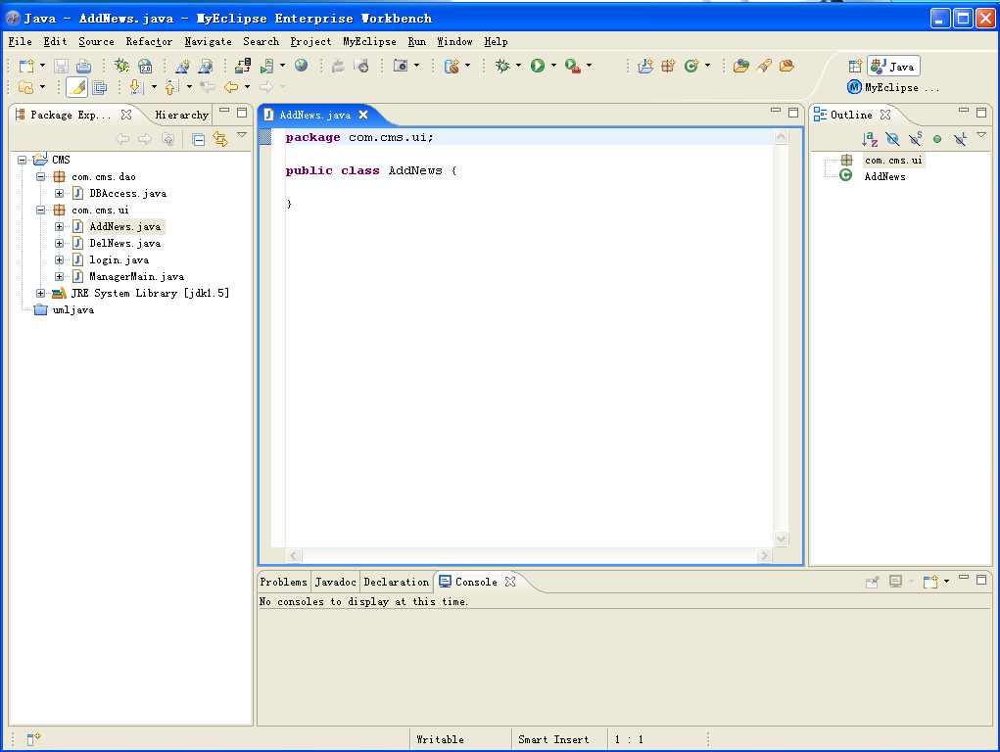 Java - AddNews.java - MyEclipse Enterprise Workbench
File Edit Source Refactor Navigate Search Project MyEclipse Run Window Help
Java
MyEclipse ...
Package Exp... Hierarchy
CMS
com.cms.dao
DBAccess.java
com.cms.ui
AddNews.java
DelNews.java
login.java
ManagerMain.java
JRE System Library [jdk1.5]
umljava
AddNews.java
package com.cms.ui;
public class AddNews {
}
Outline
com.cms.ui
AddNews
Problems Javadoc Declaration Console
No consoles to display at this time.
Writable Smart Insert 1 : 1